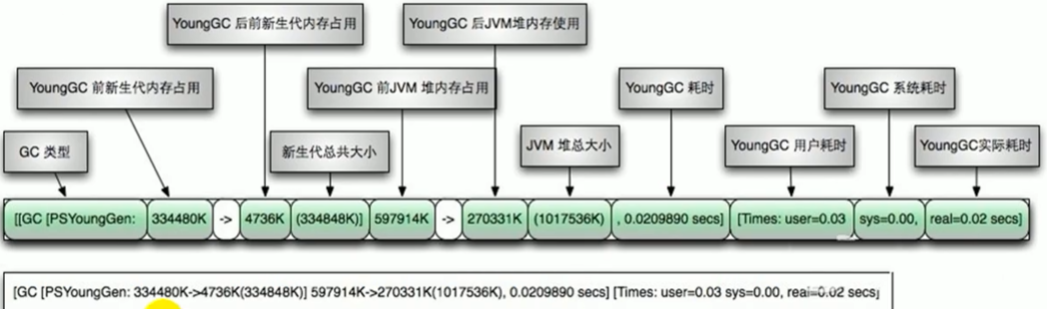 YoungGC 后前新生代内存占用
YoungGC 后JVM堆内存使用
YoungGC 前新生代内存占用
YoungGC 前JVM 堆内存占用
YoungGC 耗时
YoungGC 系统耗时
GC 类型
新生代总共大小
JVM 堆总大小
YoungGC 用户耗时
YoungGC实际耗时
[[GC [PSYoungGen: 334480K -> 4736K (334848K)] 597914K -> 270331K (1017536K) , 0.0209890 secs] [Times: user=0.03 sys=0.00, real=0.02 secs]
[GC [PSYoungGen: 334480K->4736K(334848K)] 597914K->270331K(1017536K), 0.0209890 secs] [Times: user=0.03 sys=0.00, real=0.02 secs]